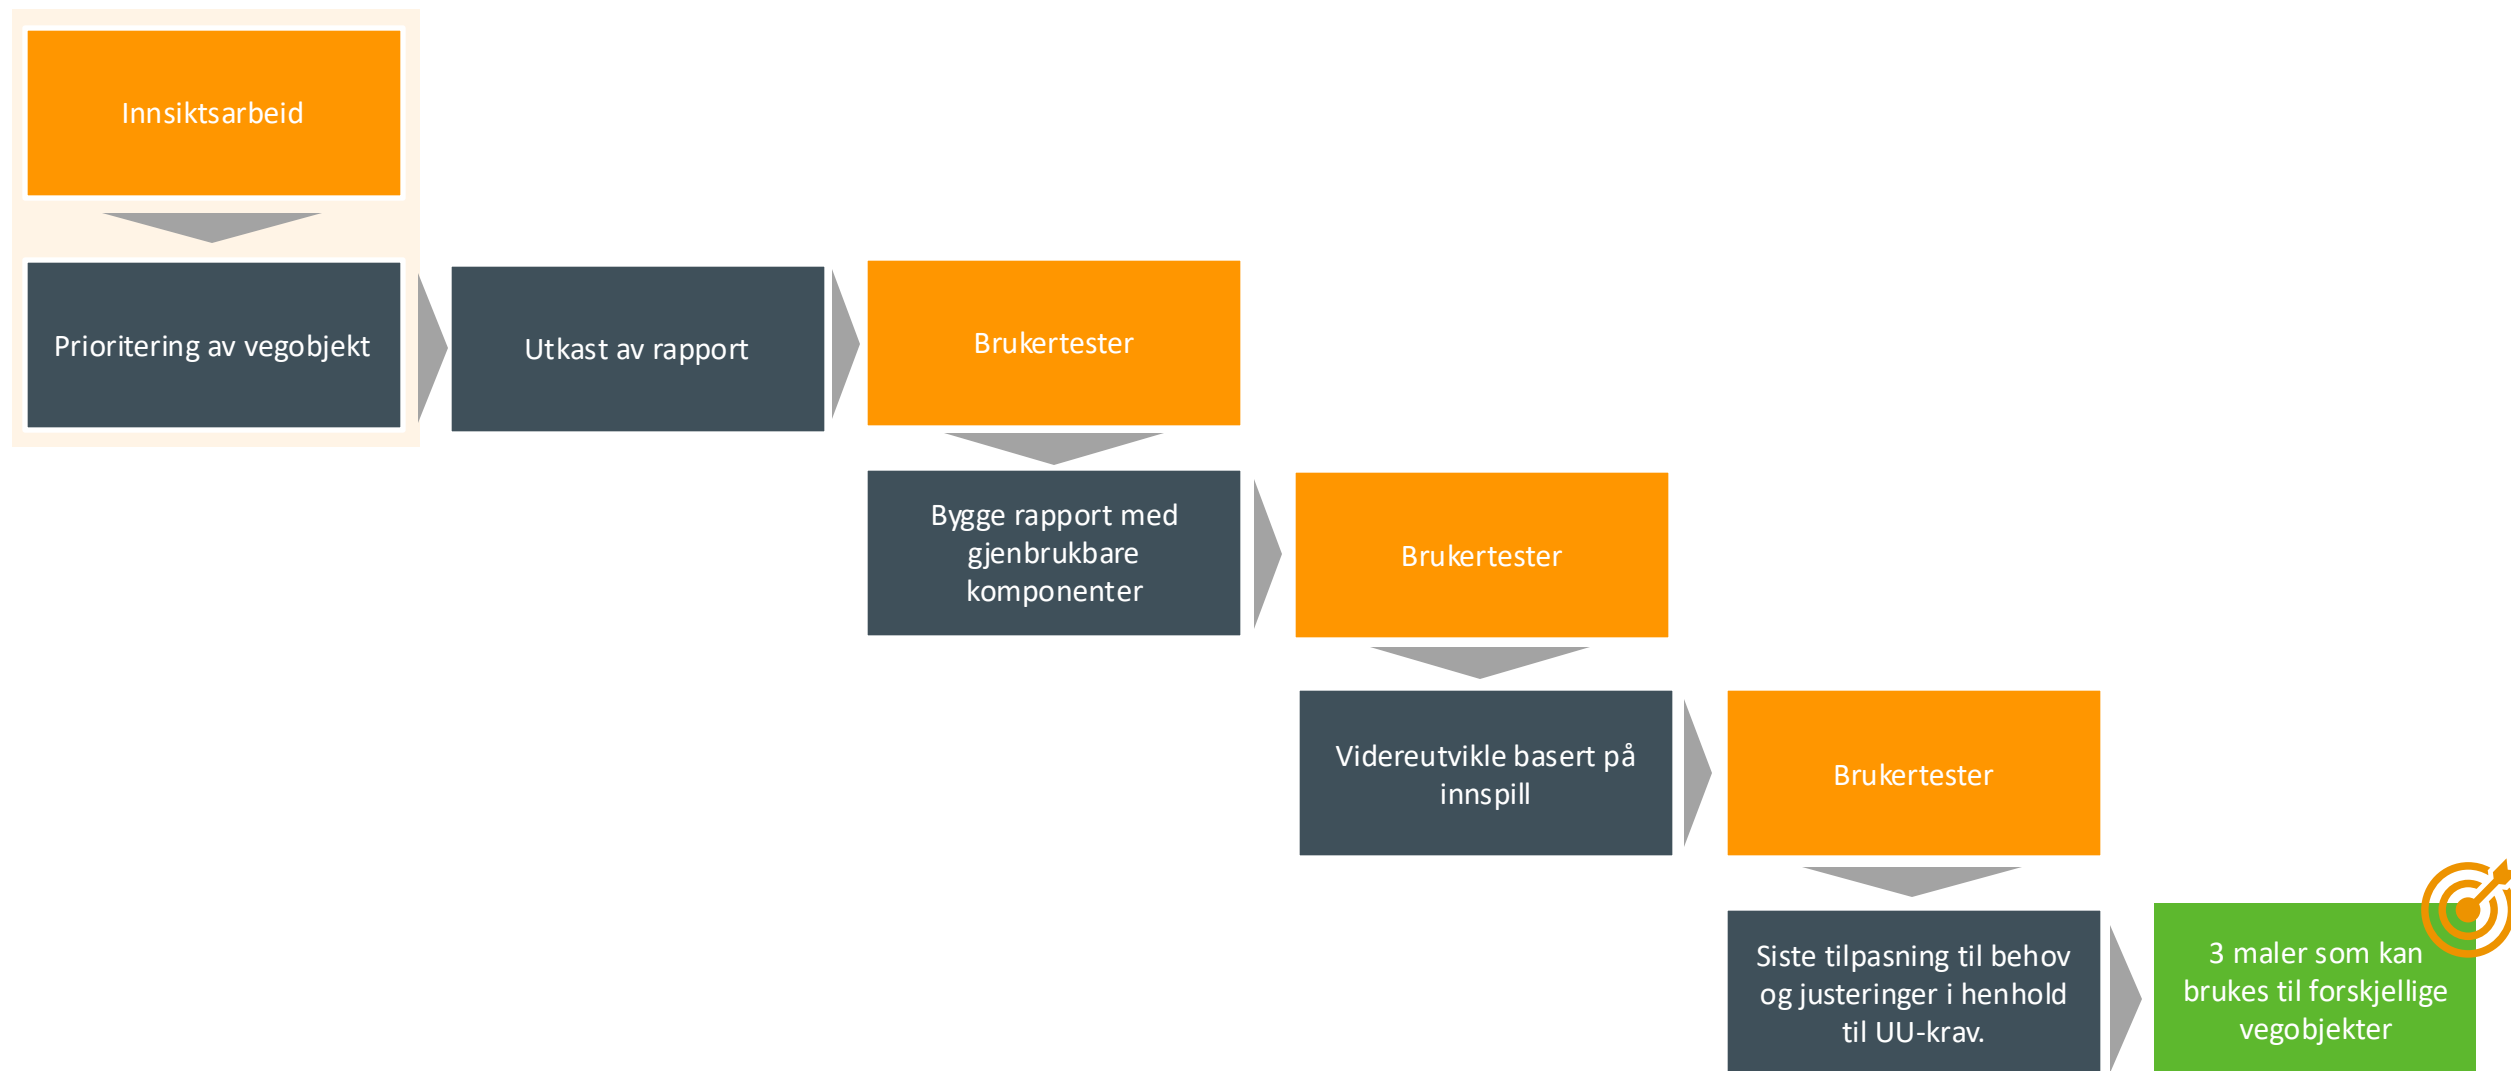 Innsiktsarbeid
Prioritering av vegobjekt
Utkast av rapport
Brukertester
Bygge rapport med
gjenbrukbare
komponenter
Brukertester
Videreutvikle basert på
innspill
Brukertester
Siste tilpasning til behov
og justeringer i henhold
til UU-krav.
3 maler som kan
brukes til forskjellige
vegobjekter